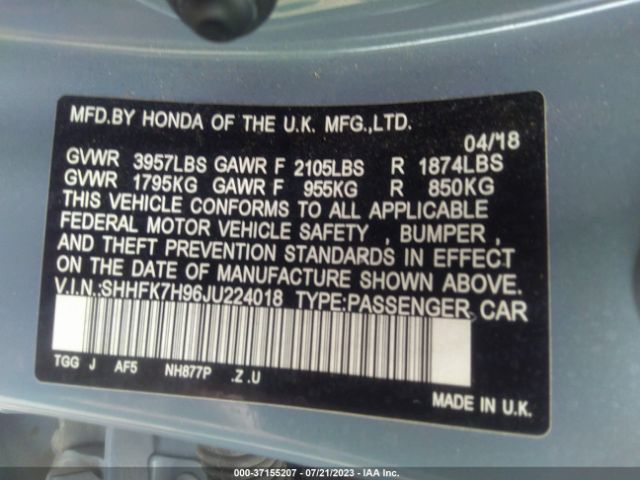 MFD.BY HONDA OF THE U.K. MFG.,LTD.
04/18
GVWR 3957LBS GAWR F 2105LBS R 1874LBS
GVWR 1795KG GAWR F 955KG R 850KG
THIS VEHICLE CONFORMS TO ALL APPLICABLE
FEDERAL MOTOR VEHICLE SAFETY , BUMPER ,
AND THEFT PREVENTION STANDARDS IN EFFECT
ON THE DATE OF MANUFACTURE SHOWN ABOVE.
V.I.N.:SHHFK7H96JU224018 TYPE:PASSENGER CAR
TGG J AF5 NH877P .Z .U
MADE IN U.K.
000-37155207 / 07/21/2023 - IAA Inc.